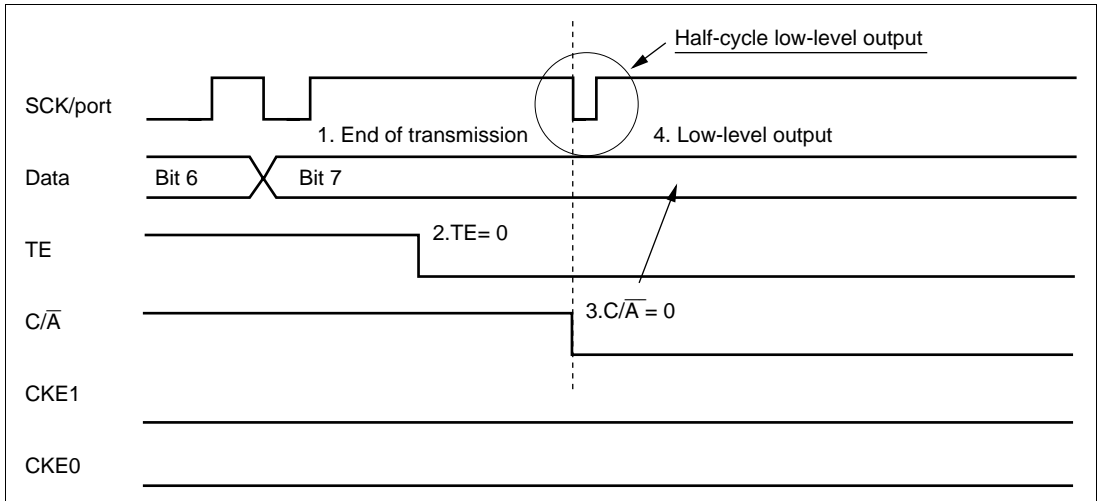 Half-cycle low-level output
SCK/port
1. End of transmission
4. Low-level output
Data
Bit 6
Bit 7
TE
2.TE= 0
C/A̅
3.C/A̅ = 0
CKE1
CKE0